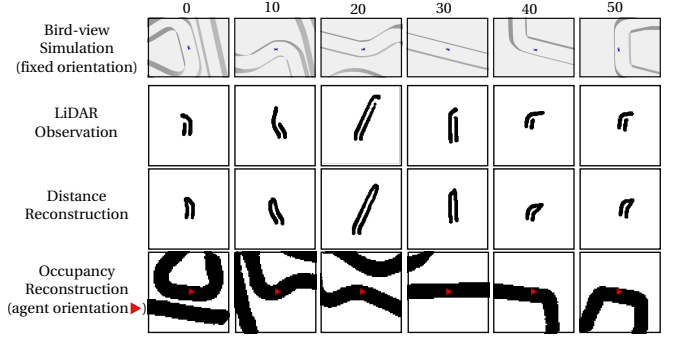 0 10 20 30 40 50
Bird-view
Simulation
(fixed orientation)
LiDAR
Observation
Distance
Reconstruction
Occupancy
Reconstruction
(agent orientation ▶)